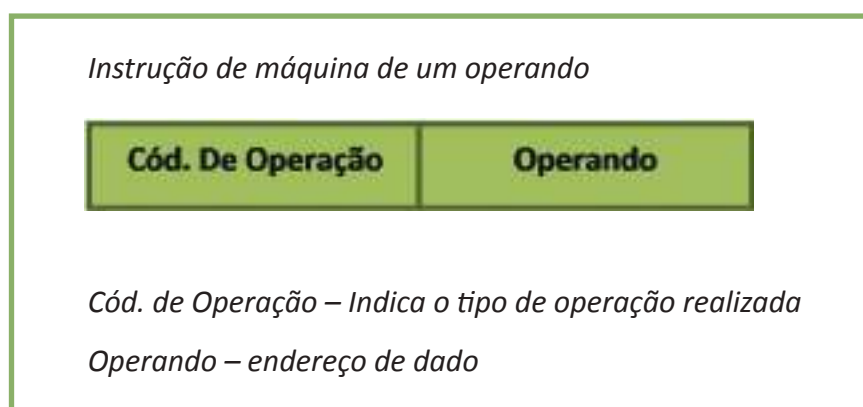 Instrução de máquina de um operando
Cód. De Operação Operando
Cód. de Operação – Indica o tipo de operação realizada
Operando – endereço de dado